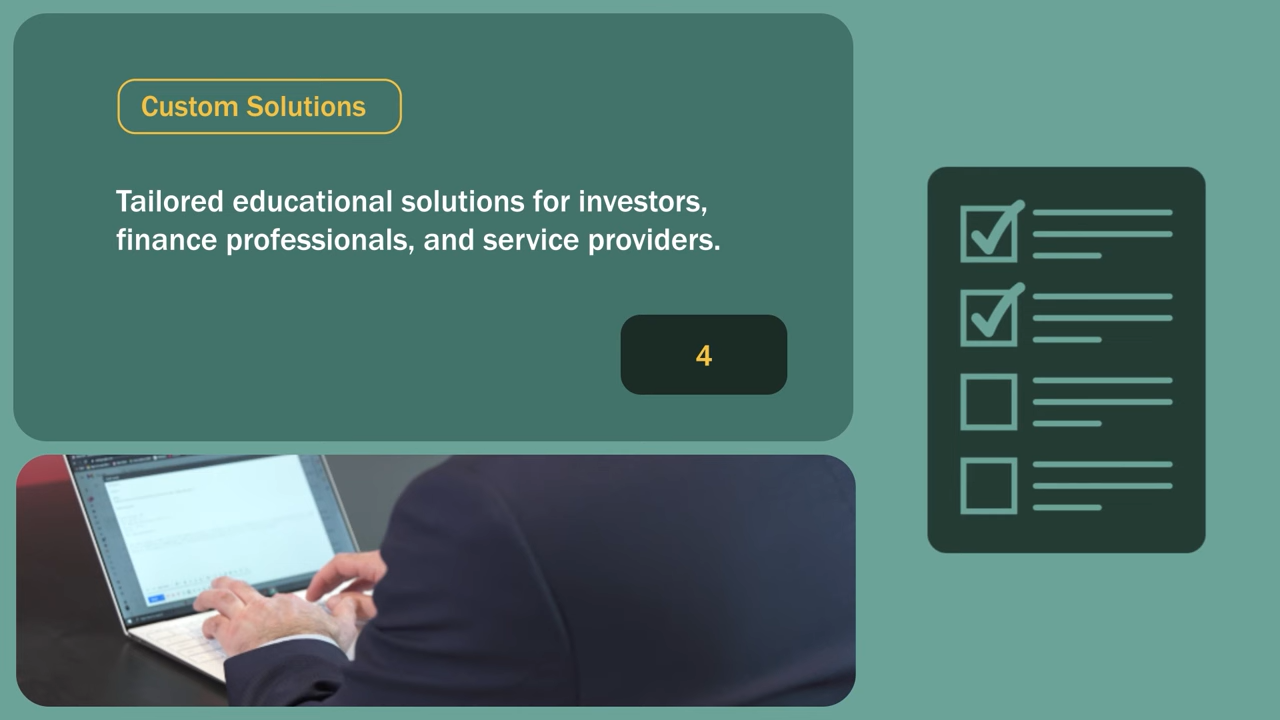 Custom Solutions
Tailored educational solutions for investors,
finance professionals, and service providers.
4